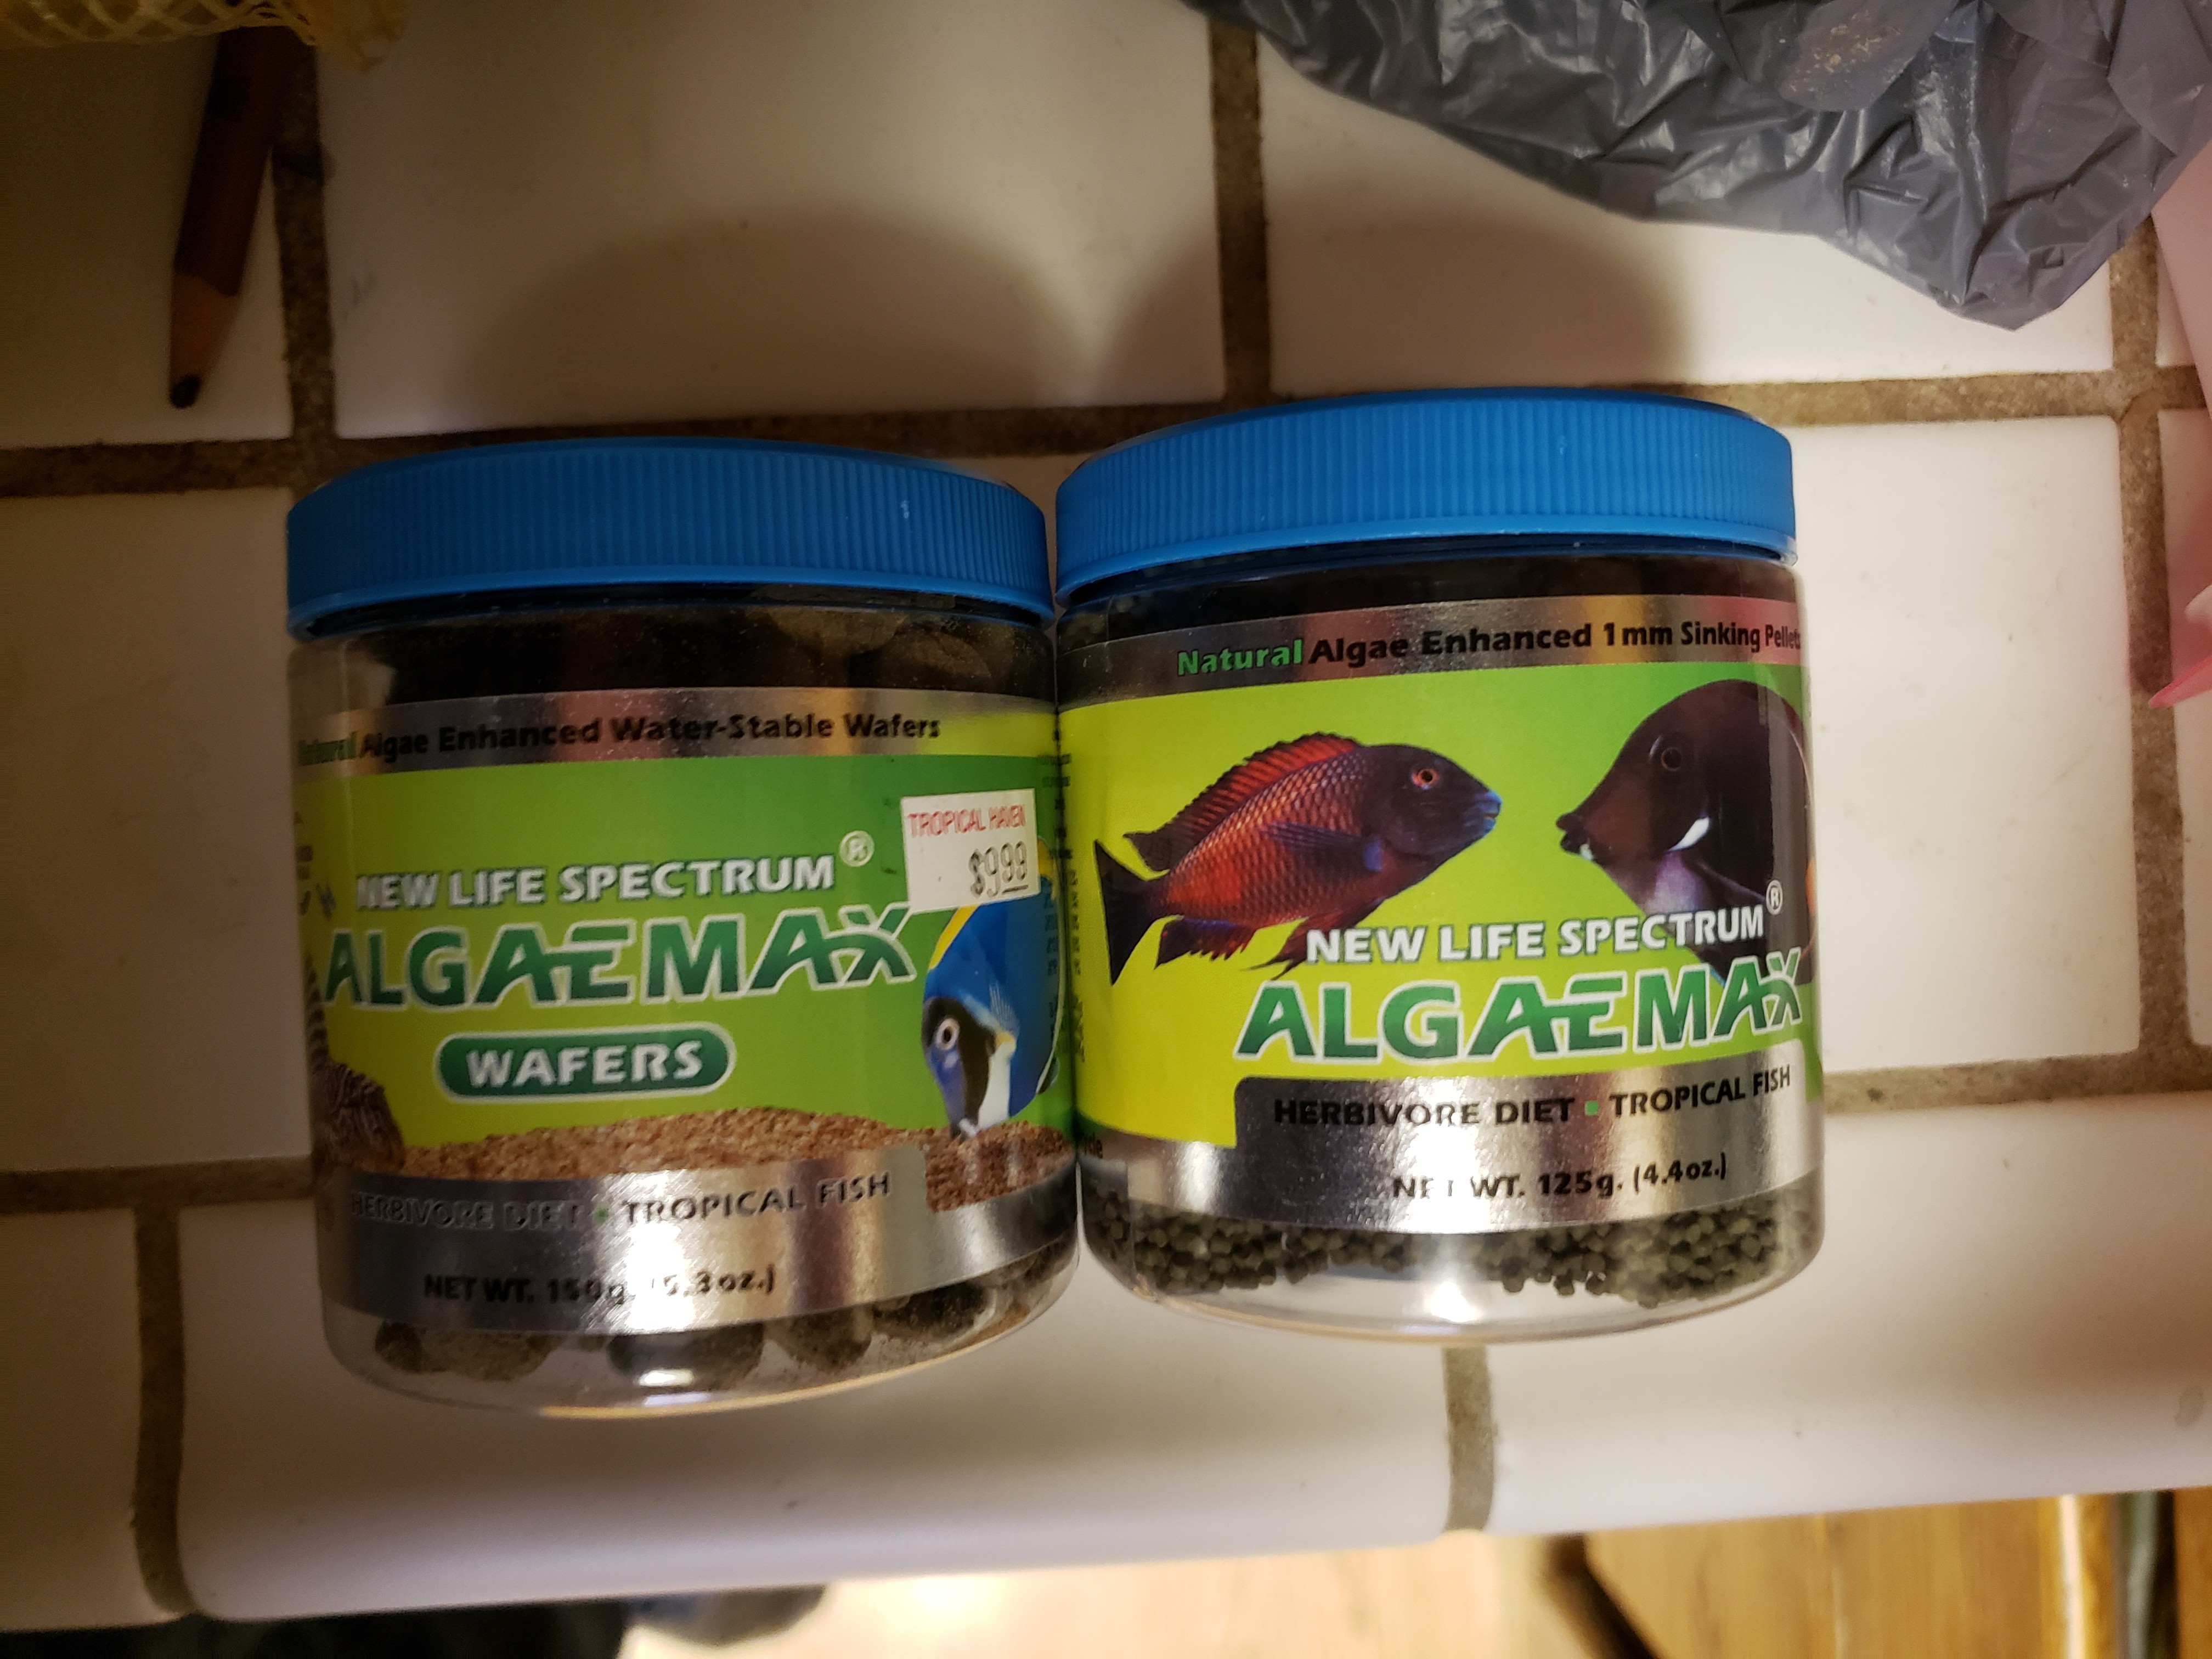 Natural Algae Enhanced Water-Stable Wafers
TROPICAL HAVEN
$9.99
NEW LIFE SPECTRUM®
ALGAEMAX
WAFERS
HERBIVORE DIET • TROPICAL FISH
NET WT. 150g. (5.3oz.)
Natural Algae Enhanced 1mm Sinking Pellets
NEW LIFE SPECTRUM®
ALGAEMAX
HERBIVORE DIET • TROPICAL FISH
NET WT. 125g. (4.4oz.)